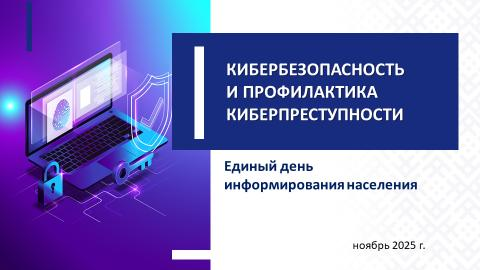 КИБЕРБЕЗОПАСНОСТЬ
И ПРОФИЛАКТИКА
КИБЕРПРЕСТУПНОСТИ
Единый день
информирования населения
ноябрь 2025 г.